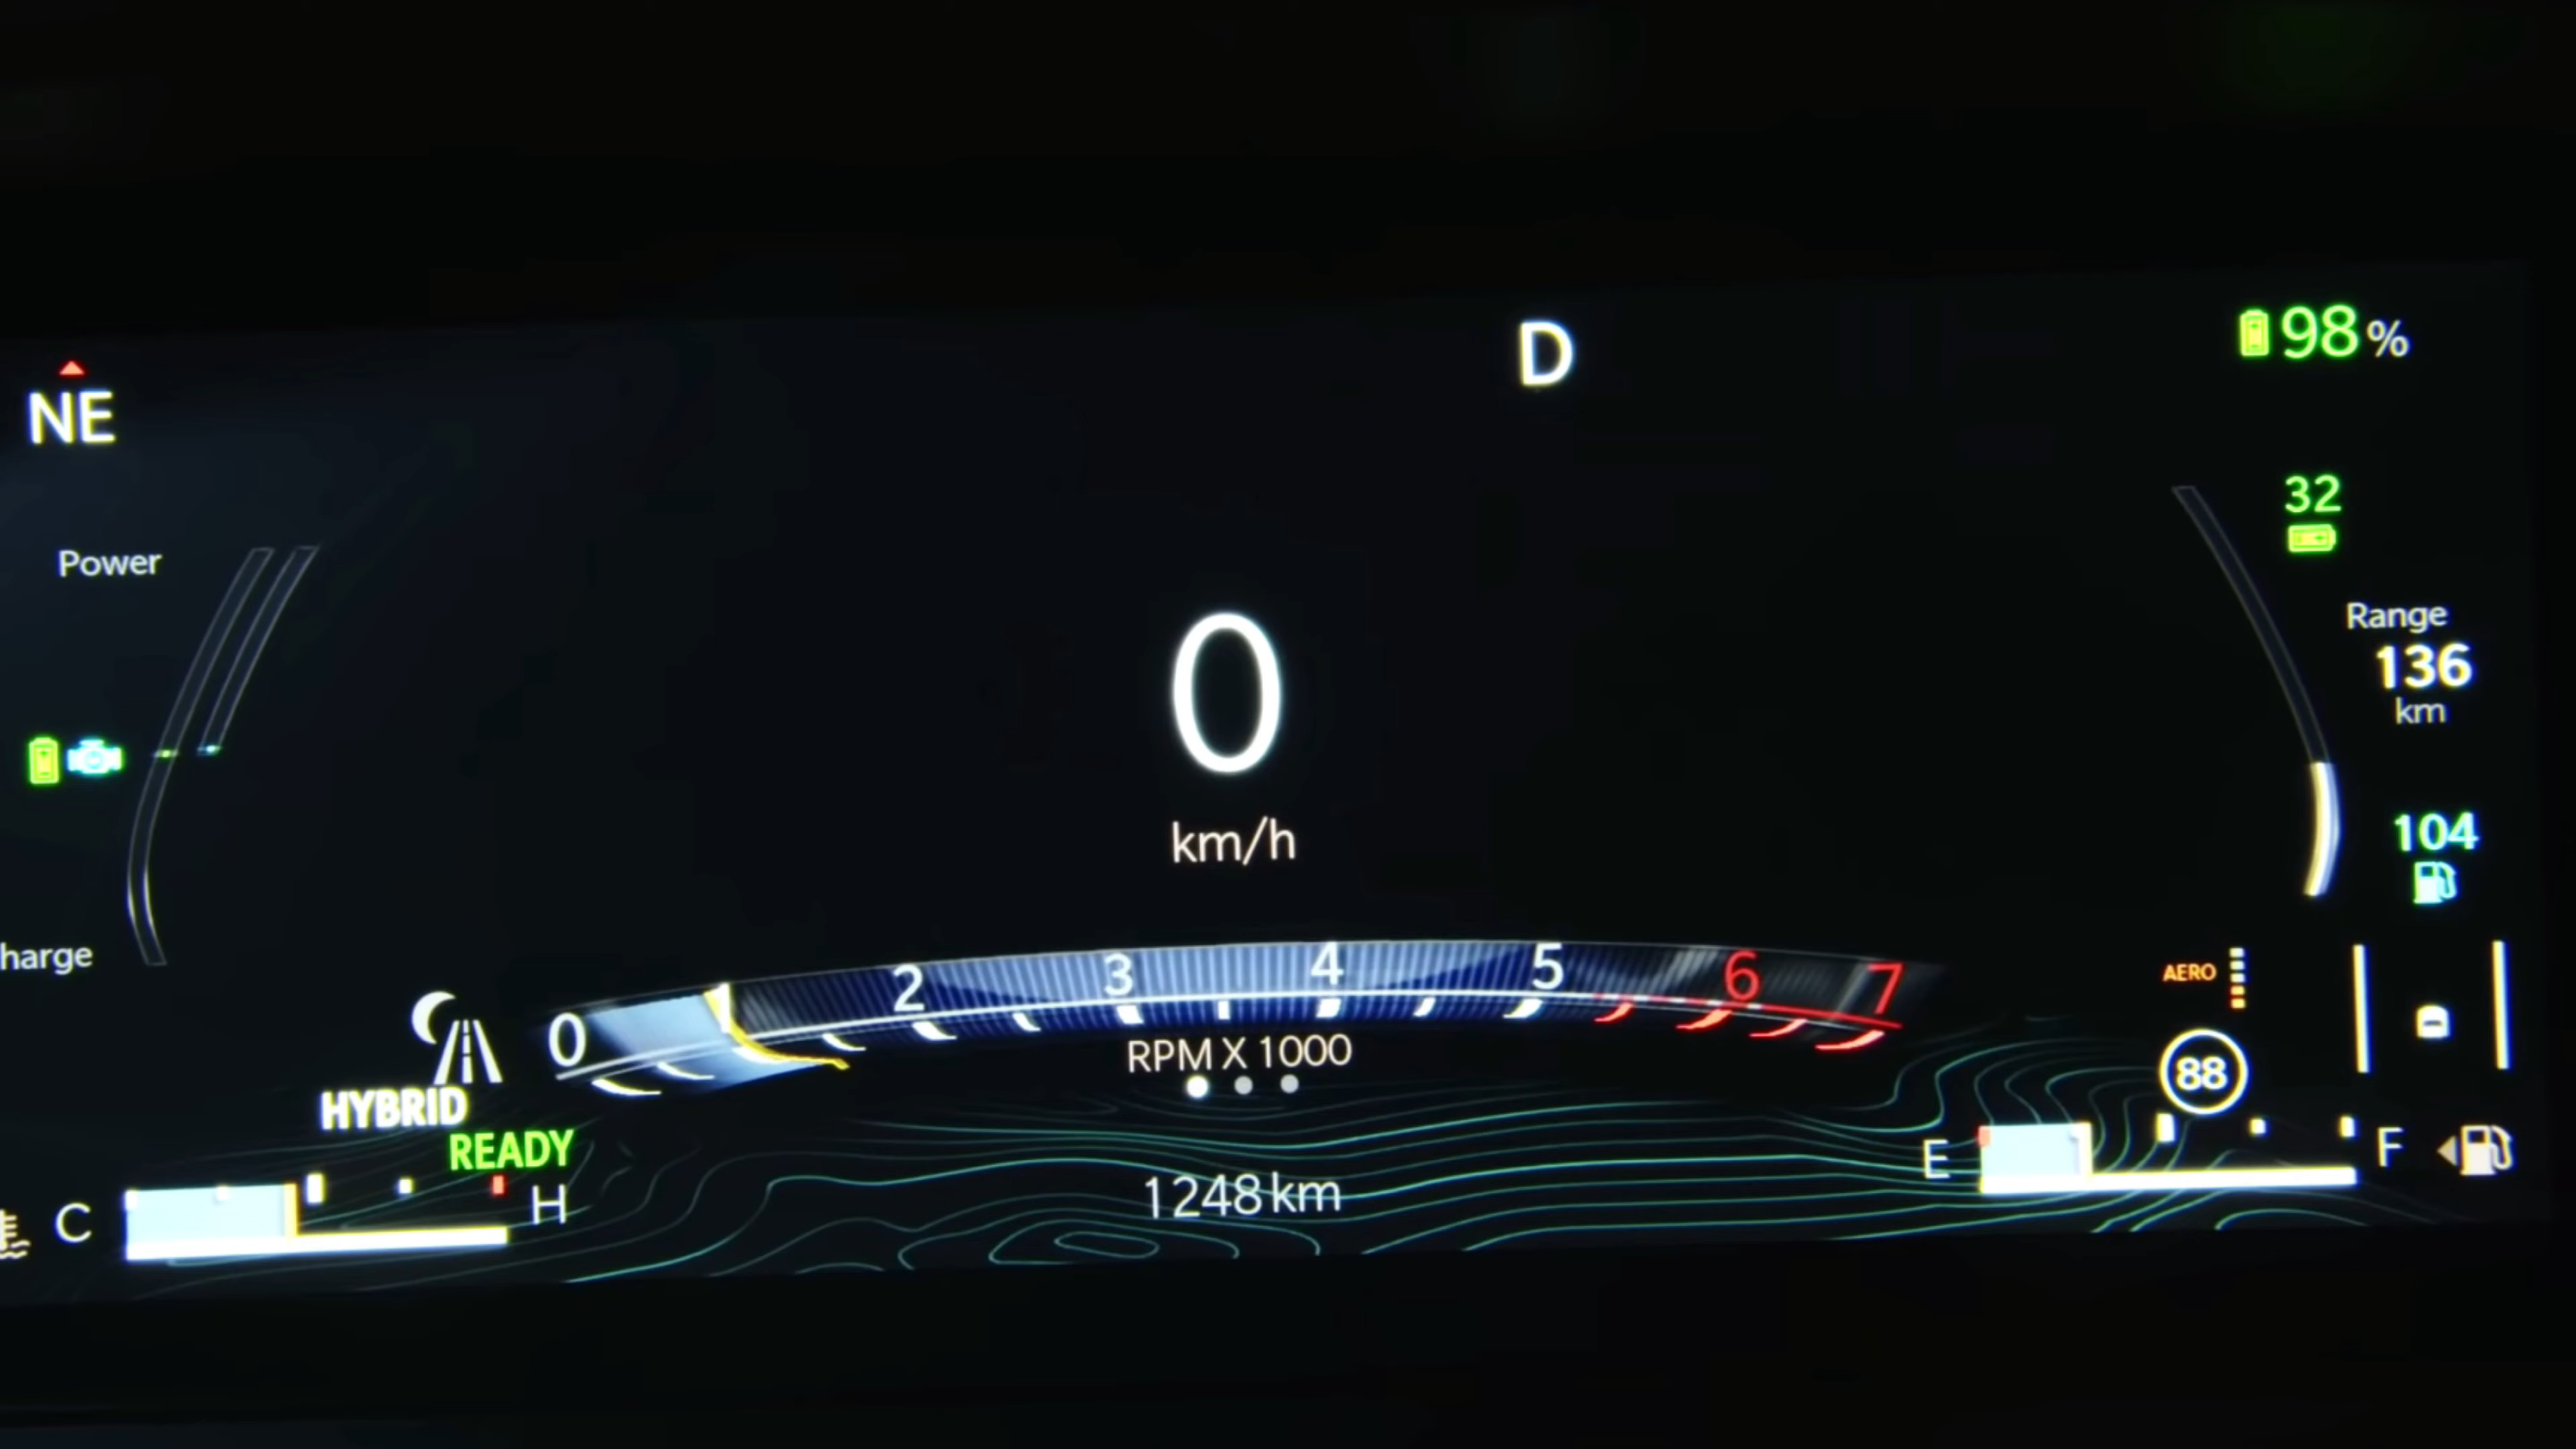 D
98%
NE
32
Power
Range
136
km
0
km/h
104
harge
0 1 2 3 4 5 6 7
RPM X 1000
AERO
88
HYBRID
READY
C H
1248 km
E F